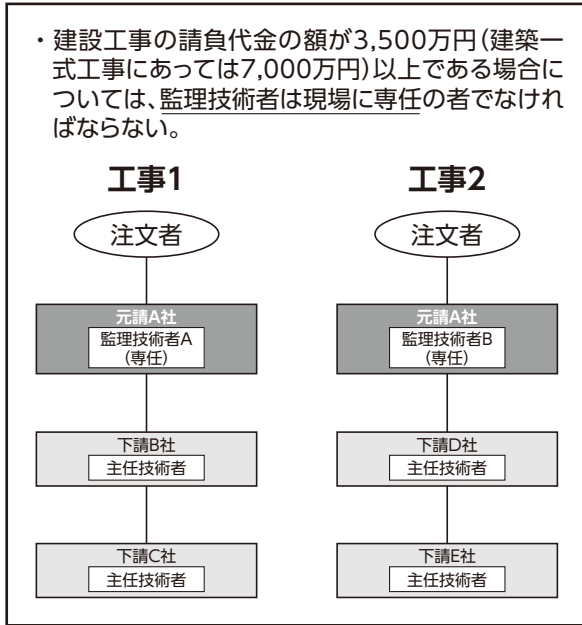 ・建設工事の請負代金の額が3,500万円（建築一
式工事にあっては7,000万円）以上である場合に
ついては、監理技術者は現場に専任の者でなけれ
ばならない。
工事1
工事2
注文者
注文者
元請A社
監理技術者A
（専任）
元請A社
監理技術者B
（専任）
下請B社
主任技術者
下請D社
主任技術者
下請C社
主任技術者
下請E社
主任技術者